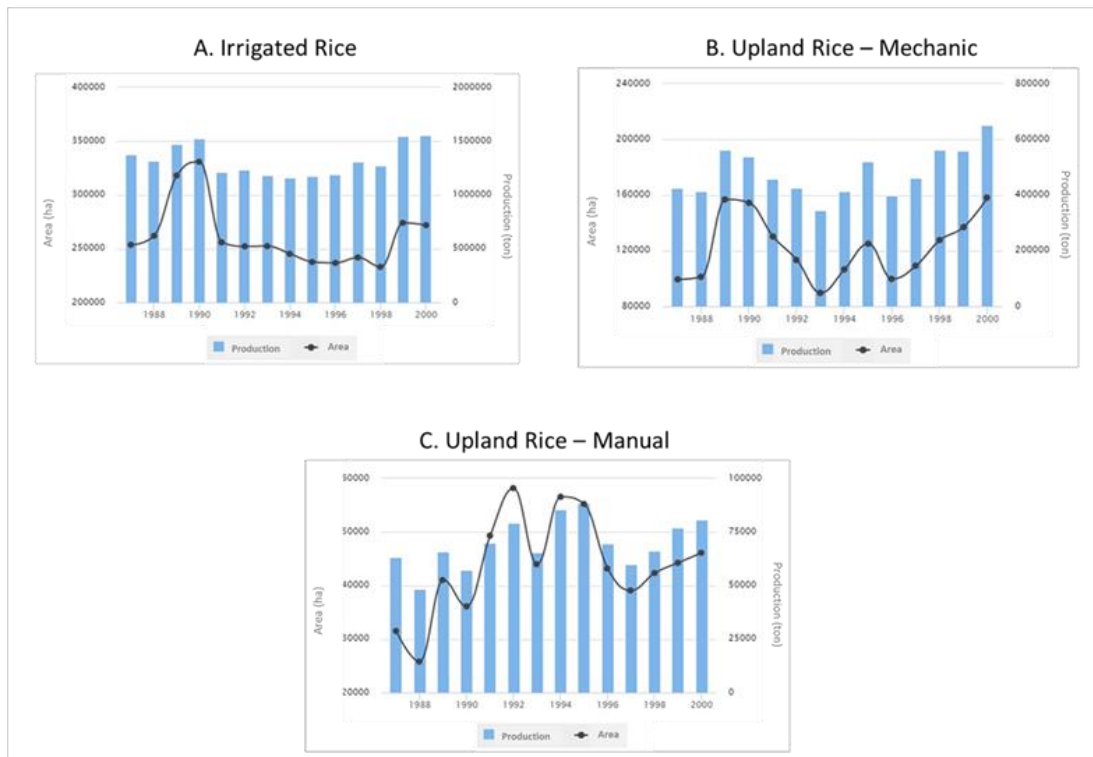 A. Irrigated Rice
400000
350000
300000
250000
200000
Area (ha)
2000000
1500000
1000000
500000
0
Production (ton)
1988 1990 1992 1994 1996 1998 2000
Production Area
B. Upland Rice – Mechanic
240000
200000
160000
120000
80000
Area (ha)
800000
600000
400000
200000
0
Production (ton)
1988 1990 1992 1994 1996 1998 2000
Production Area
C. Upland Rice – Manual
60000
50000
40000
30000
20000
Area (ha)
100000
75000
50000
25000
0
Production (ton)
1988 1990 1992 1994 1996 1998 2000
Production Area